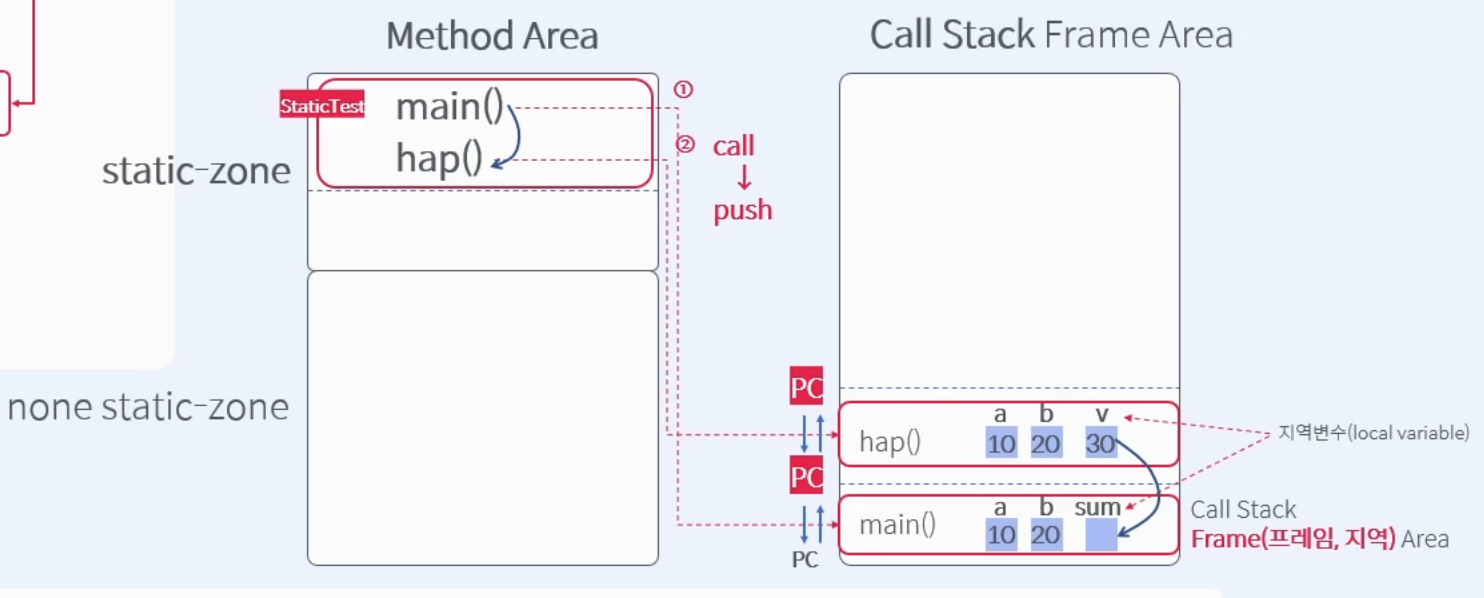 Method Area
Call Stack Frame Area
StaticTest
main()
hap()
①
②
call
↓
push
static-zone
none static-zone
PC
a b v
hap() 10 20 30
지역변수(local variable)
PC
a b sum
main() 10 20
PC
Call Stack
Frame(프레임, 지역) Area